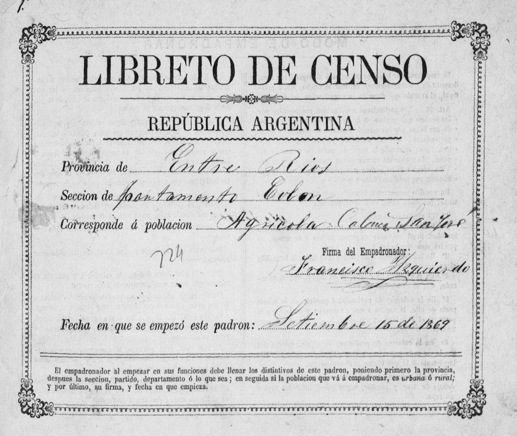 LIBRETO DE CENSO
REPÚBLICA ARGENTINA
Provincia de Entre Rios
Seccion de partamento Colon
Corresponde á poblacion Agricola Colonia San José
724
Firma del Empadronador:
Francisco Yzquierdo
Fecha en que se empezó este padron: Setiembre 15 de 1869
El empadronador al empezar en sus funciones debe llenar los distintivos de este padron, poniendo primero la provincia,
despues la seccion, partido, departamento ó lo que sea; en seguida si la poblacion que vá á empadronar, es urbana ó rural;
y por último, su firma, y fecha en que empieza.